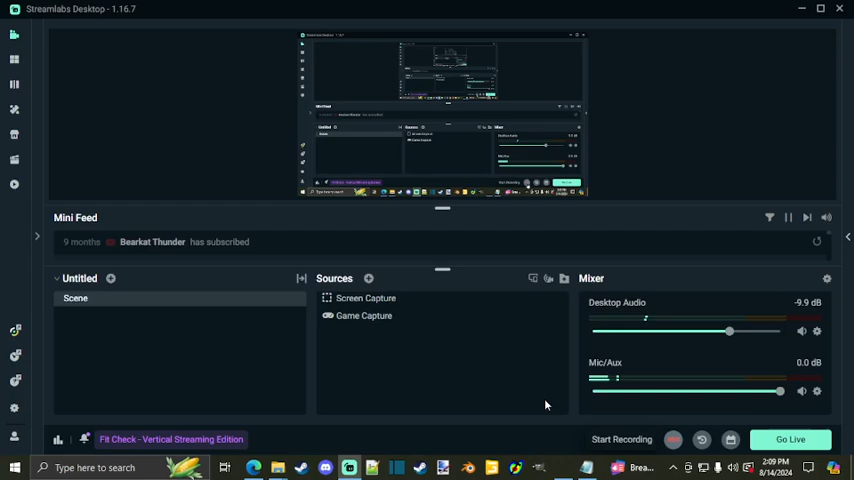 Streamlabs Desktop - 1.16.7
Mini Feed
9 months Bearkat Thunder has subscribed
Untitled
Sources
Mixer
Scene
Screen Capture
Game Capture
Desktop Audio -9.9 dB
Mic/Aux 0.0 dB
Fit Check - Vertical Streaming Edition
Start Recording
REC
Go Live
Type here to search
Brea...
2:09 PM
8/14/2024